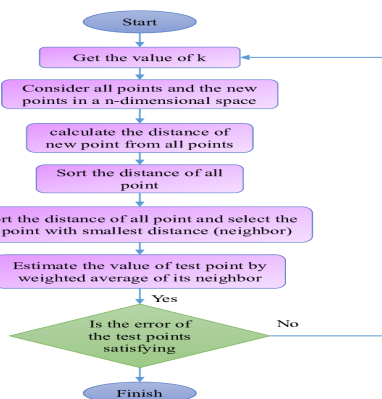 Start
Get the value of k
Consider all points and the new
points in a n-dimensional space
calculate the distance of
new point from all points
Sort the distance of all
point
the distance of all point and select the
point with smallest distance (neighbor)
Estimate the value of test point by
weighted average of its neighbor
Yes
Is the error of
the test points
satisfying
No
Finish